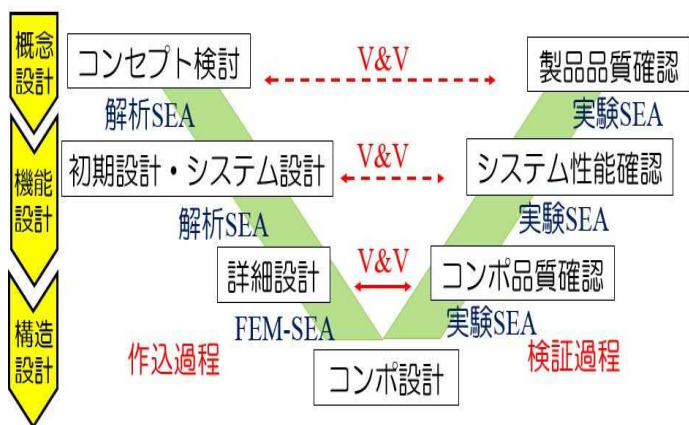 概念
設計
機能
設計
構造
設計
コンセプト検討
V&V
製品品質確認
解析SEA
実験SEA
初期設計・システム設計
V&V
システム性能確認
解析SEA
実験SEA
詳細設計
V&V
コンポ品質確認
FEM-SEA
実験SEA
作込過程
コンポ設計
検証過程